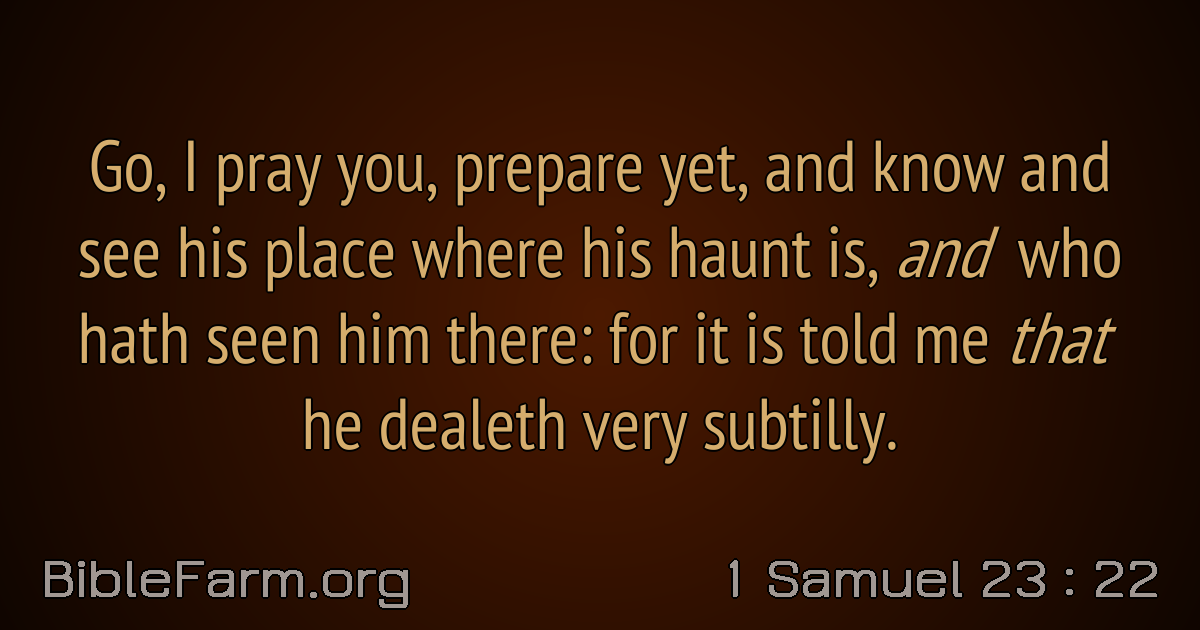 Go, I pray you, prepare yet, and know and
see his place where his haunt is, and who
hath seen him there: for it is told me that
he dealeth very subtilly.
BibleFarm.org
1 Samuel 23 : 22